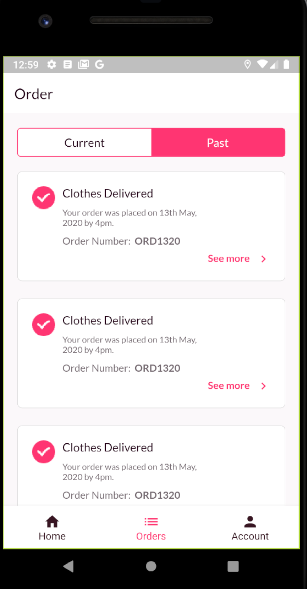 12:59
Order
Current
Past
Clothes Delivered
Your order was placed on 13th May,
2020 by 4pm.
Order Number: ORD1320
See more
Clothes Delivered
Your order was placed on 13th May,
2020 by 4pm.
Order Number: ORD1320
See more
Clothes Delivered
Your order was placed on 13th May,
2020 by 4pm.
Order Number: ORD1320
Home
Orders
Account